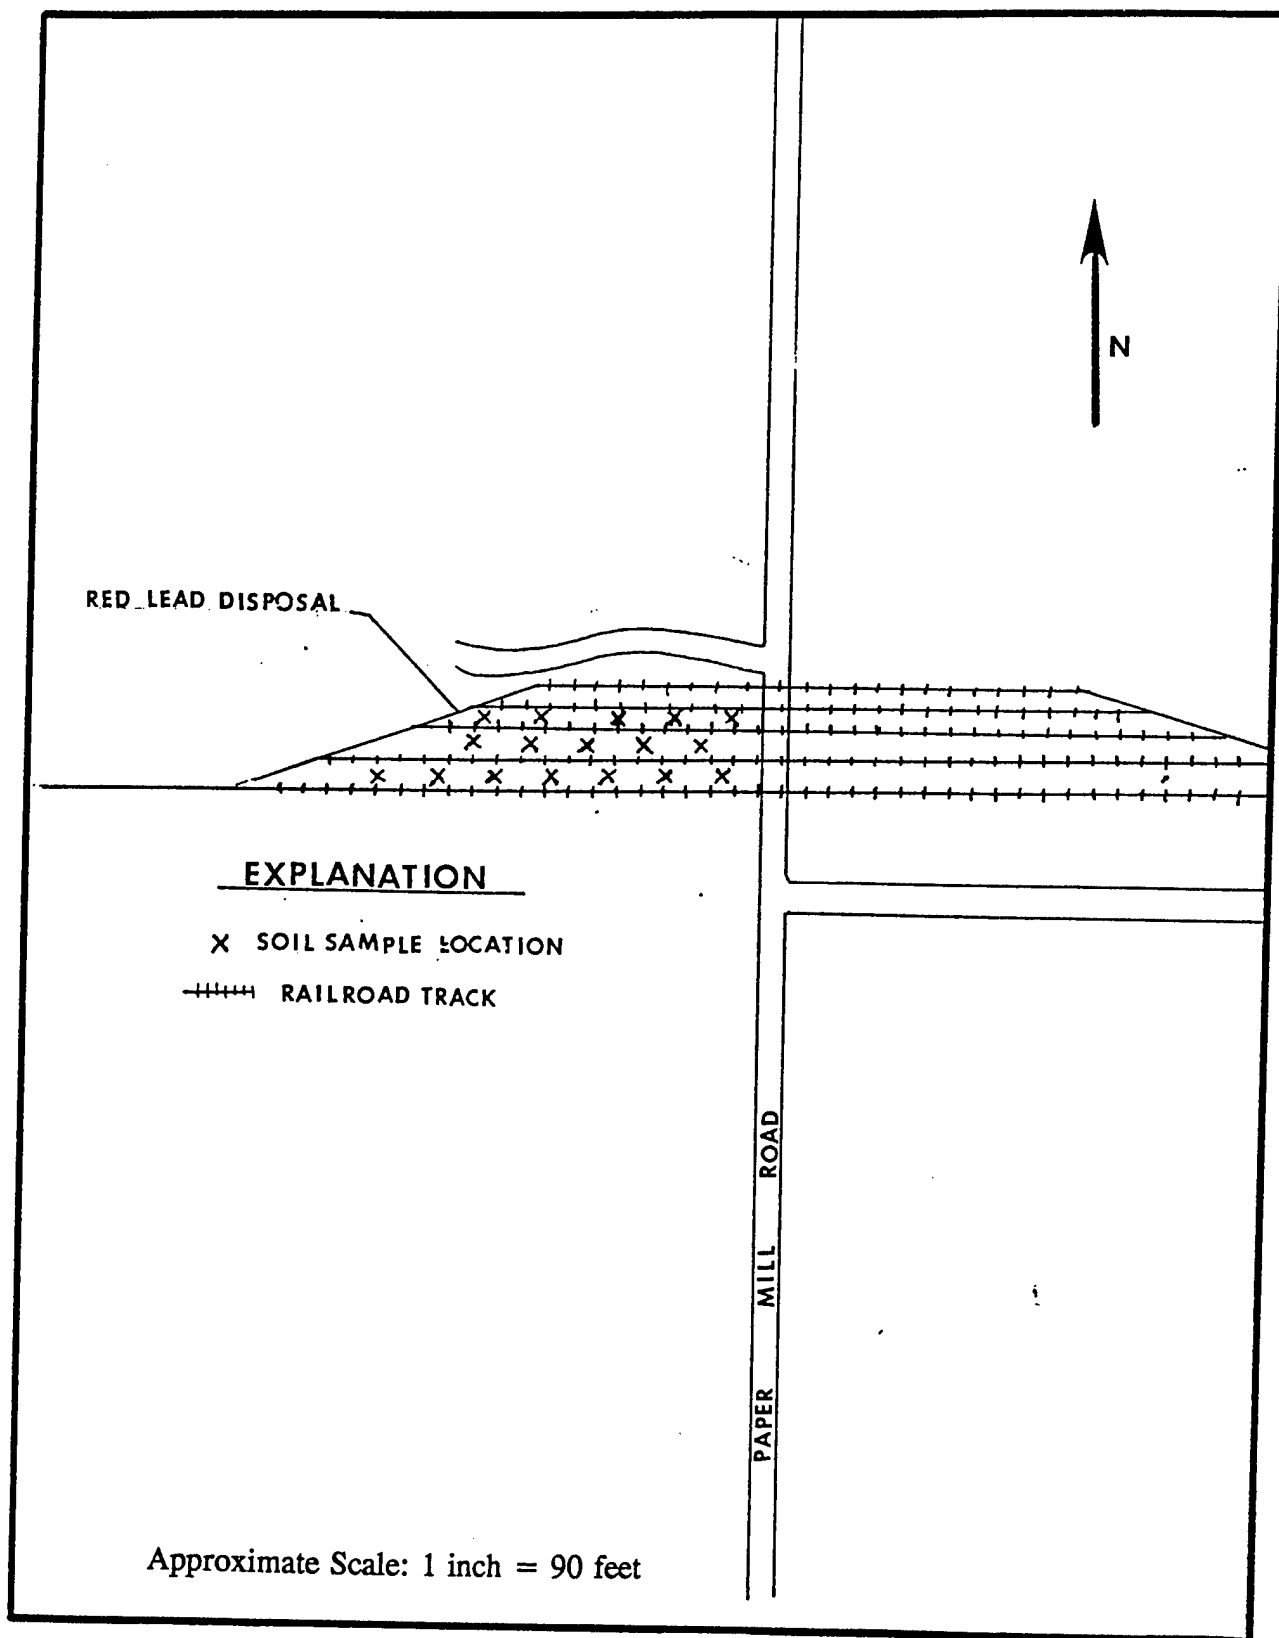 N
RED LEAD DISPOSAL
EXPLANATION
X SOIL SAMPLE LOCATION
RAILROAD TRACK
PAPER MILL ROAD
Approximate Scale: 1 inch = 90 feet